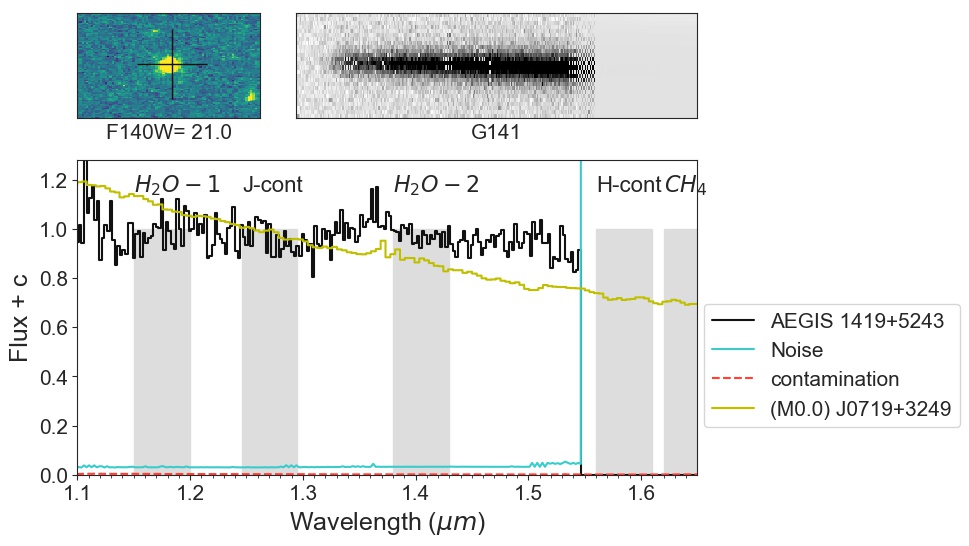 F140W= 21.0
G141
H₂O − 1
J-cont
H₂O − 2
H-cont
CH₄
1.2
1.0
0.8
0.6
0.4
0.2
0.0
Flux + c
1.1
1.2
1.3
1.4
1.5
1.6
Wavelength (μm)
AEGIS 1419+5243
Noise
contamination
(M0.0) J0719+3249